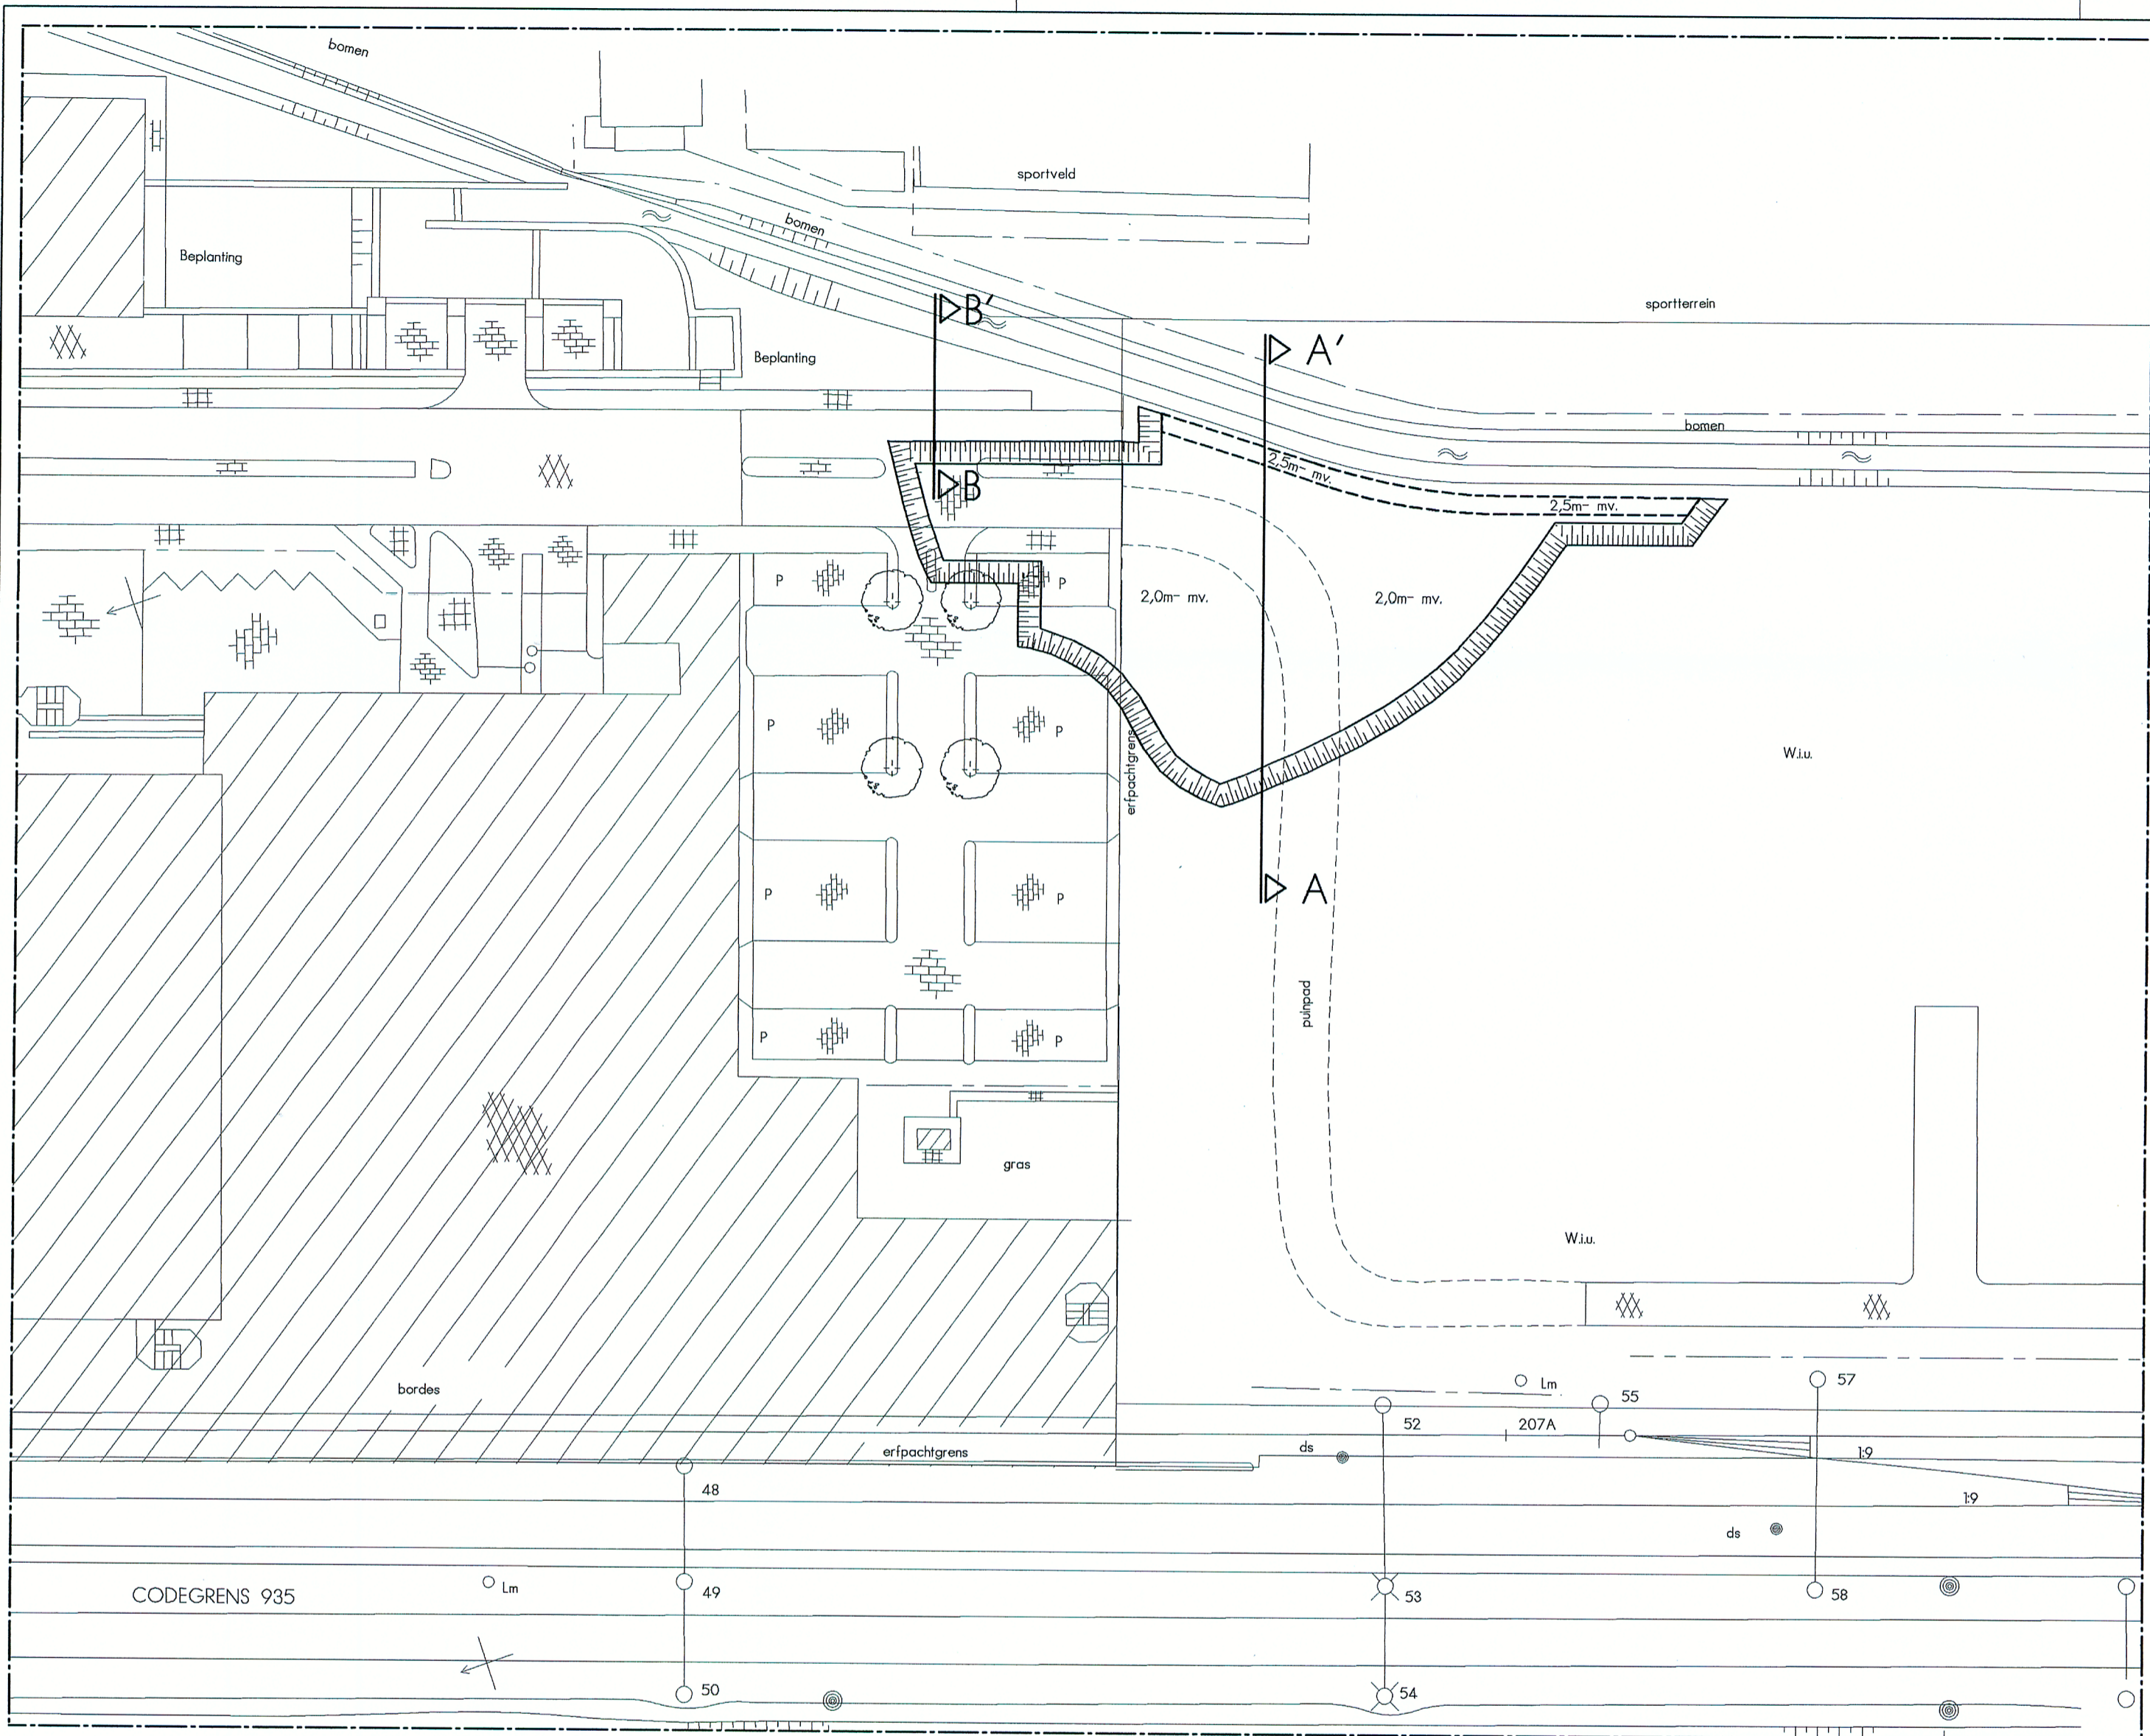 bomen
sportveld
bomen
Beplanting
sportterrein
B'
A'
Beplanting
bomen
2,5m- mv.
B
2,5m- mv.
P
P
2,0m- mv.
2,0m- mv.
P
P
erfpachtgrens
W.i.u.
A
P
P
puinpad
P
P
gras
W.i.u.
bordes
Lm
57
55
52
207A
erfpachtgrens
ds
1:9
48
1:9
ds
CODEGRENS 935
Lm
49
53
58
50
54